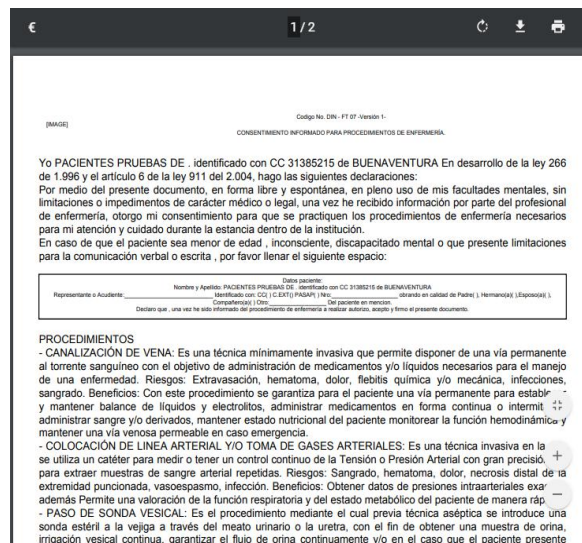 €
1 / 2
[IMAGE]
Codigo No. DIN - FT 07 -Versión 1-
CONSENTIMIENTO INFORMADO PARA PROCEDIMIENTOS DE ENFERMERÍA.
Yo PACIENTES PRUEBAS DE . identificado con CC 31385215 de BUENAVENTURA En desarrollo de la ley 266
de 1.996 y el artículo 6 de la ley 911 del 2.004, hago las siguientes declaraciones:
Por medio del presente documento, en forma libre y espontánea, en pleno uso de mis facultades mentales, sin
limitaciones o impedimentos de carácter médico o legal, una vez he recibido información por parte del profesional
de enfermería, otorgo mi consentimiento para que se practiquen los procedimientos de enfermería necesarios
para mi atención y cuidado durante la estancia dentro de la institución.
En caso de que el paciente sea menor de edad , inconsciente, discapacitado mental o que presente limitaciones
para la comunicación verbal o escrita , por favor llenar el siguiente espacio:
Datos paciente:
Nombre y Apellido: PACIENTES PRUEBAS DE . identificado con CC 31385215 de BUENAVENTURA
Representante o Acudiente:____________ Identificado con: CC( ) C.EXT() PASAP( ) Nro:____________ obrando en calidad de Padre( ), Hermano(a)( ),Esposo(a)( ),
Compañero(a)( ) Otro:____________ Del paciente en mencion.
Declaro que , una vez he sido informado del procedimiento de enfermería a realizar autorizo, acepto y firmo el presente documento.
PROCEDIMIENTOS
- CANALIZACIÓN DE VENA: Es una técnica mínimamente invasiva que permite disponer de una vía permanente
al torrente sanguíneo con el objetivo de administración de medicamentos y/o líquidos necesarios para el manejo
de una enfermedad. Riesgos: Extravasación, hematoma, dolor, flebitis química y/o mecánica, infecciones,
sangrado. Beneficios: Con este procedimiento se garantiza para el paciente una vía permanente para
y mantener balance de líquidos y electrolitos, administrar medicamentos en forma continua o
administrar sangre y/o derivados, mantener estado nutricional del paciente monitorear la función hemodinámica y
mantener una vía venosa permeable en caso emergencia.
- COLOCACIÓN DE LINEA ARTERIAL Y/O TOMA DE GASES ARTERIALES: Es una técnica invasiva en la
se utiliza un catéter para medir o tener un control continuo de la Tensión o Presión Arterial con gran
para extraer muestras de sangre arterial repetidas. Riesgos: Sangrado, hematoma, dolor, necrosis distal de la
extremidad puncionada, vasoespasmo, infección. Beneficios: Obtener datos de presiones intraarteriales
además Permite una valoración de la función respiratoria y del estado metabólico del paciente de manera
- PASO DE SONDA VESICAL: Es el procedimiento mediante el cual previa técnica aséptica se introduce una
sonda estéril a la vejiga a través del meato urinario o la uretra, con el fin de obtener una muestra de orina,
irrigación vesical continua, garantizar el flujo de orina continuamente y/o en el caso que el paciente presente